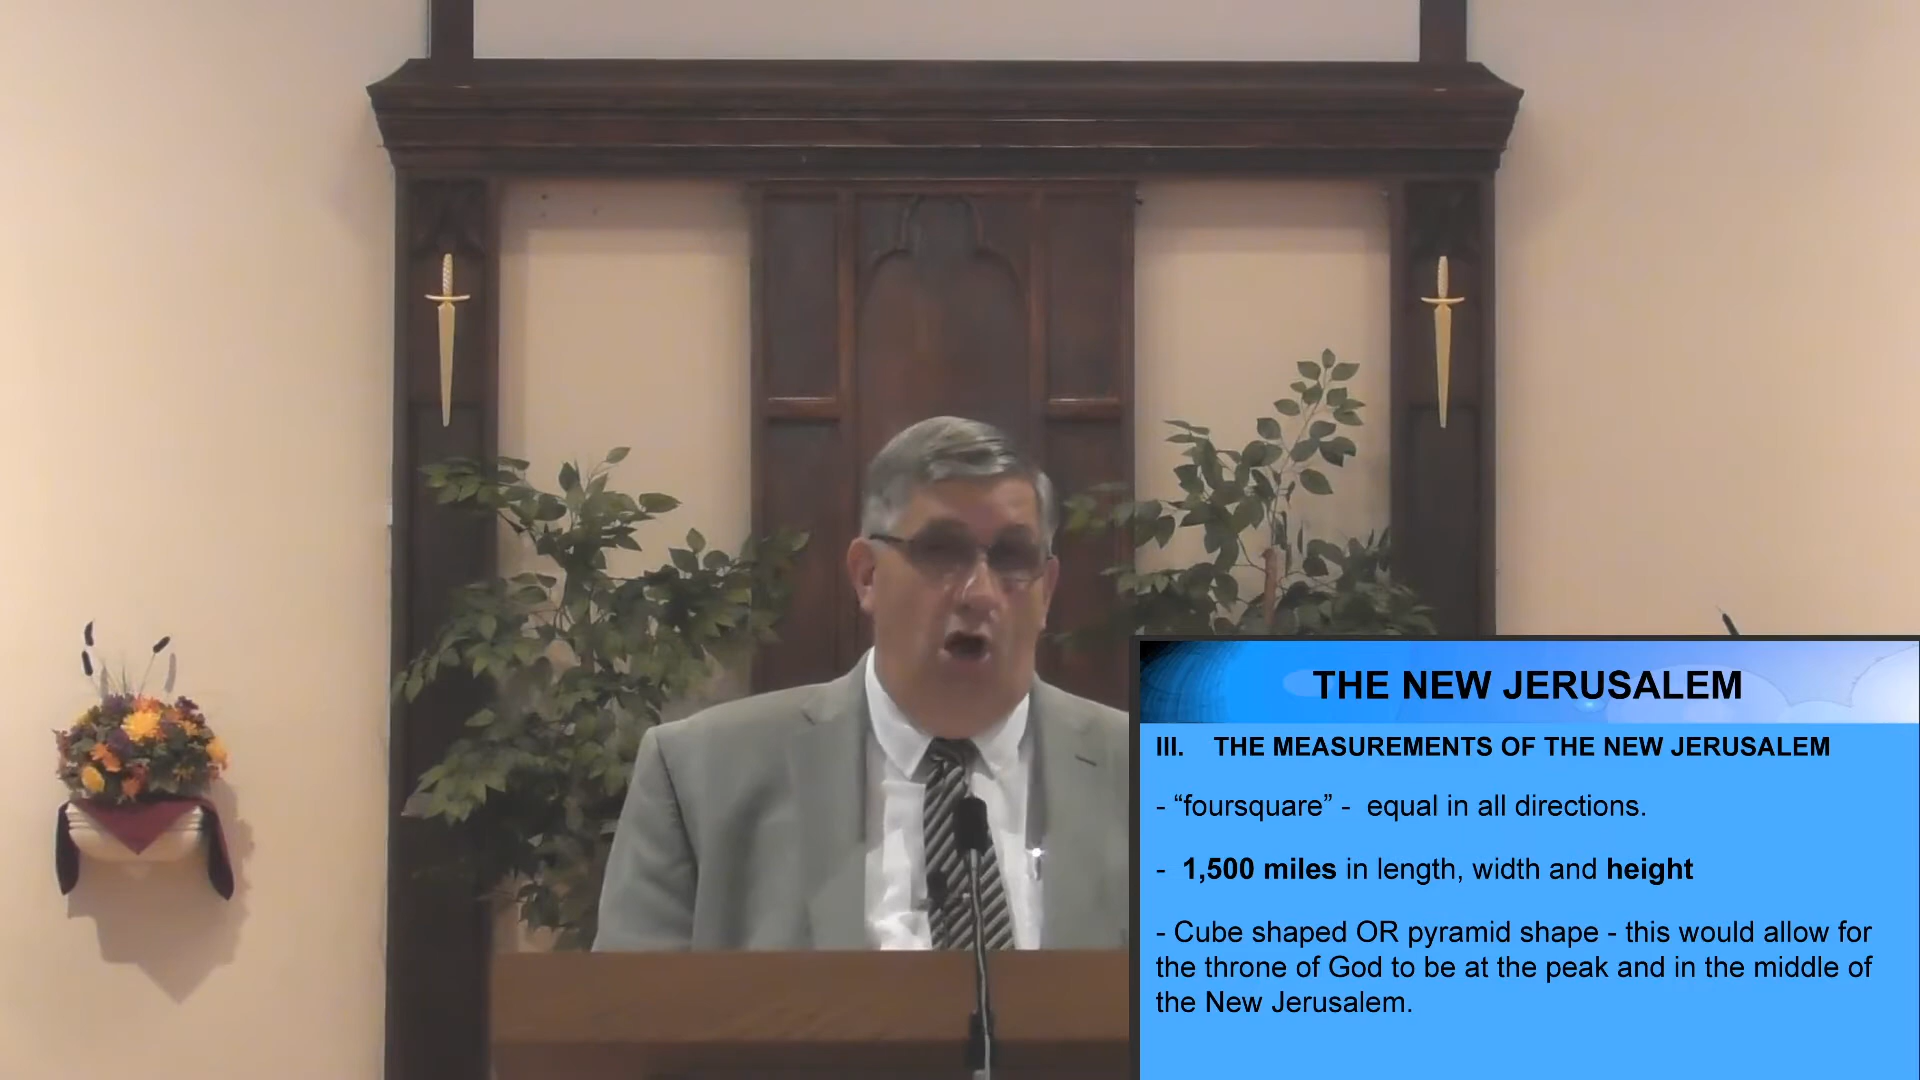 THE NEW JERUSALEM
III. THE MEASUREMENTS OF THE NEW JERUSALEM
- “foursquare” - equal in all directions.
- 1,500 miles in length, width and height
- Cube shaped OR pyramid shape - this would allow for
the throne of God to be at the peak and in the middle of
the New Jerusalem.